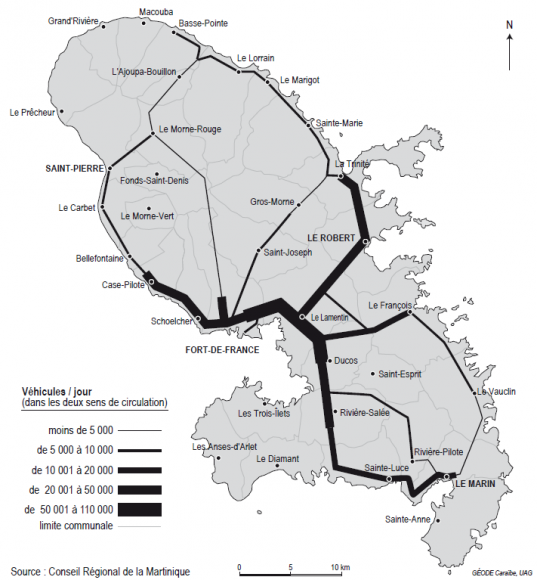 Macouba
Grand'Rivière
Basse-Pointe
N
Le Lorrain
L'Ajoupa-Bouillon
Le Marigot
Le Prêcheur
Sainte-Marie
Le Morne-Rouge
La Trinité
SAINT-PIERRE
Fonds-Saint-Denis
Gros-Morne
Le Carbet
Le Morne-Vert
LE ROBERT
Saint-Joseph
Bellefontaine
Case-Pilote
Le François
Schoelcher
Le Lamentin
FORT-DE-FRANCE
Ducos
Saint-Esprit
Véhicules / jour
(dans les deux sens de circulation)
Le Vauclin
Les Trois-Îlets
Rivière-Salée
moins de 5 000
Les Anses-d'Arlet
Rivière-Pilote
de 5 000 à 10 000
Le Diamant
Sainte-Luce
de 10 001 à 20 000
LE MARIN
de 20 001 à 50 000
de 50 001 à 110 000
Sainte-Anne
limite communale
Source : Conseil Régional de la Martinique
0 5 10 km
GÉODE Caraïbe, UAG